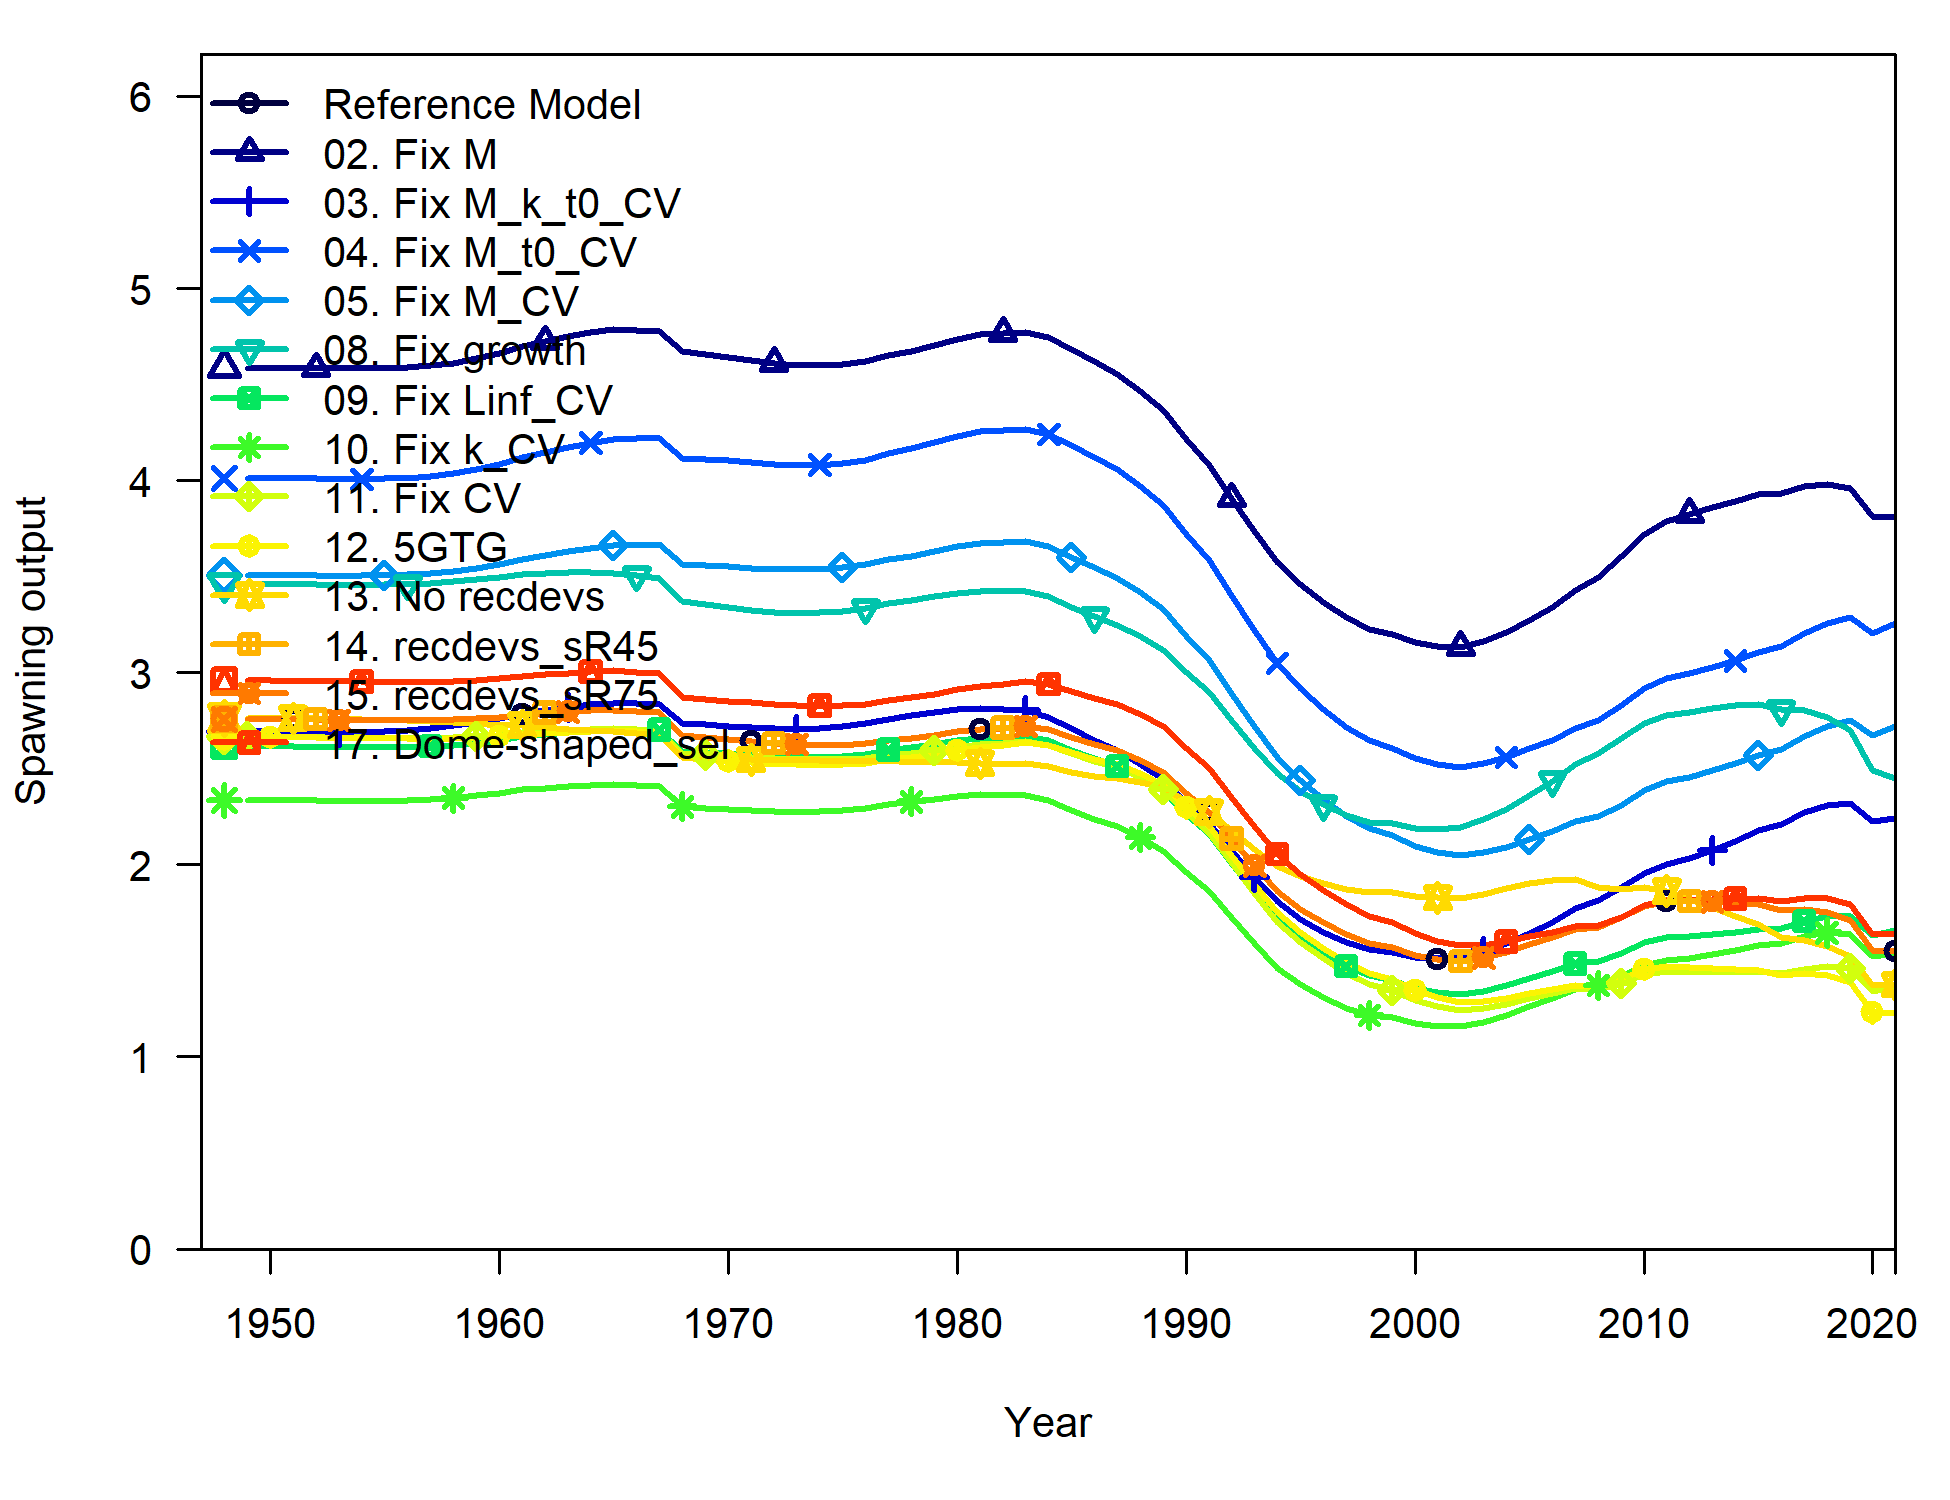 6
5
4
3
2
1
0
Spawning output
Reference Model
02. Fix M
03. Fix M_k_t0_CV
04. Fix M_t0_CV
05. Fix M_CV
08. Fix growth
09. Fix Linf_CV
10. Fix k_CV
11. Fix CV
12. 5GTG
13. No recdevs
14. recdevs_sR45
15. recdevs_sR75
17. Dome-shaped_sel
1950 1960 1970 1980 1990 2000 2010 2020
Year